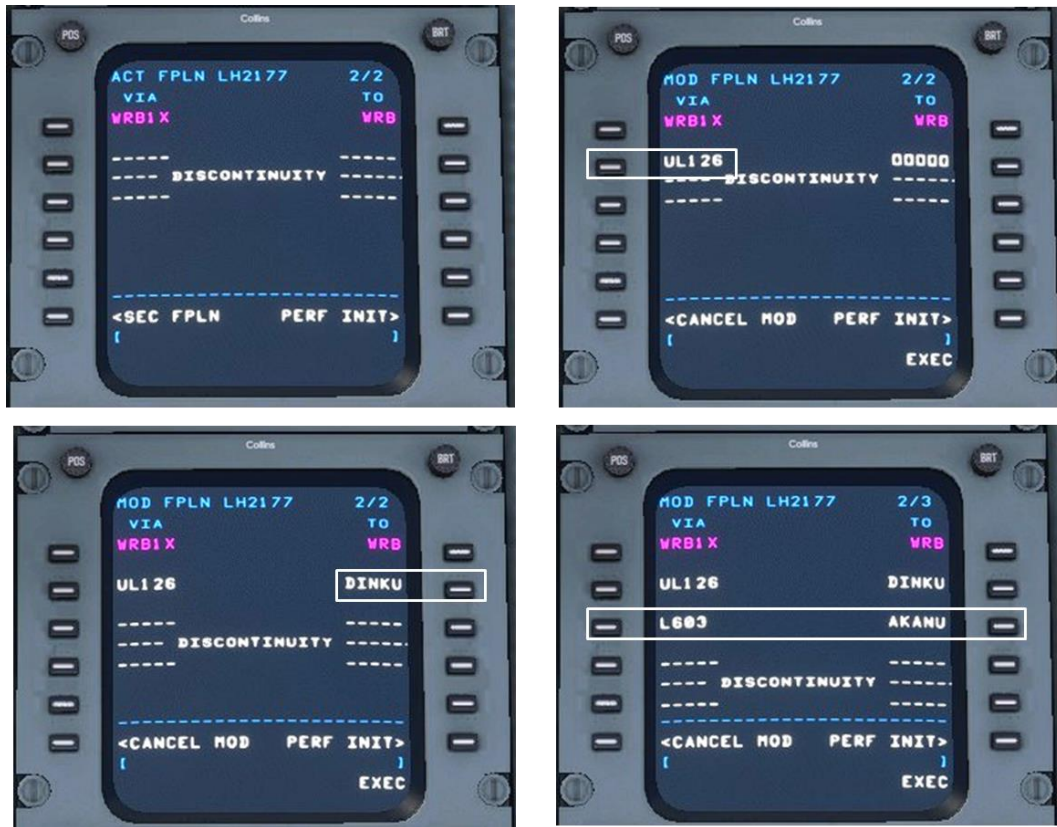 Collins
POS BRT
ACT FPLN LH2177 2/2
VIA TO
WRB1X WRB
----- -----
---- DISCONTINUITY -----
----- -----
--------------------------------
<SEC FPLN PERF INIT>
[ ]
Collins
POS BRT
MOD FPLN LH2177 2/2
VIA TO
WRB1X WRB
UL126 □□□□□
---- DISCONTINUITY -----
----- -----
--------------------------------
<CANCEL MOD PERF INIT>
[ ]
EXEC
Collins
POS BRT
MOD FPLN LH2177 2/2
VIA TO
WRB1X WRB
UL126 DINKU
----- -----
---- DISCONTINUITY -----
----- -----
--------------------------------
<CANCEL MOD PERF INIT>
[ ]
EXEC
Collins
POS BRT
MOD FPLN LH2177 2/3
VIA TO
WRB1X WRB
UL126 DINKU
L603 AKANU
----- -----
---- DISCONTINUITY -----
----- -----
--------------------------------
<CANCEL MOD PERF INIT>
[ ]
EXEC